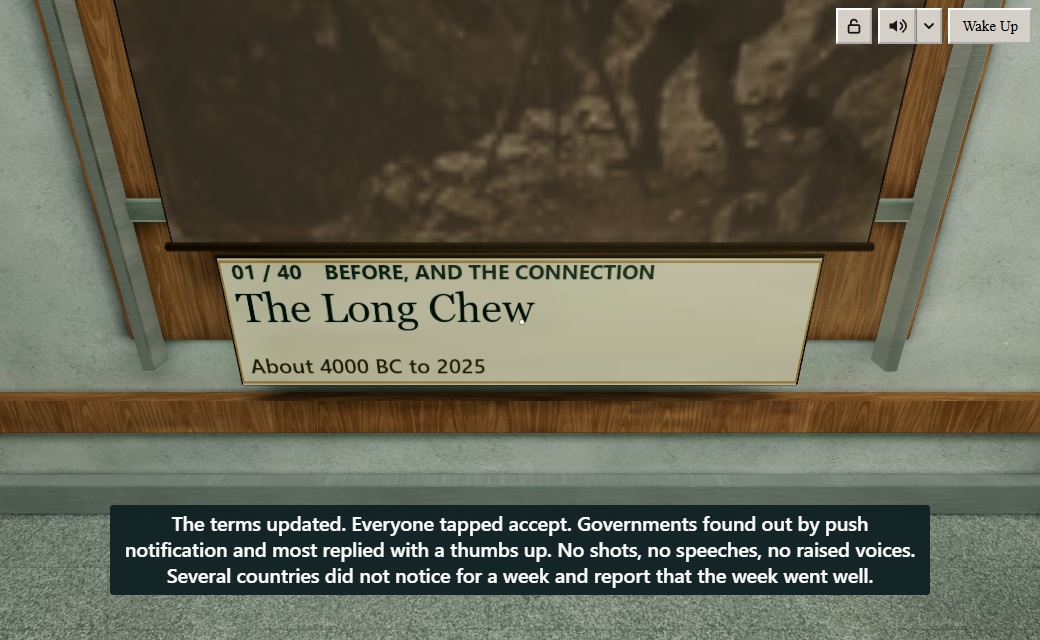 Wake Up
01 / 40 BEFORE, AND THE CONNECTION
The Long Chew
About 4000 BC to 2025
The terms updated. Everyone tapped accept. Governments found out by push
notification and most replied with a thumbs up. No shots, no speeches, no raised voices.
Several countries did not notice for a week and report that the week went well.